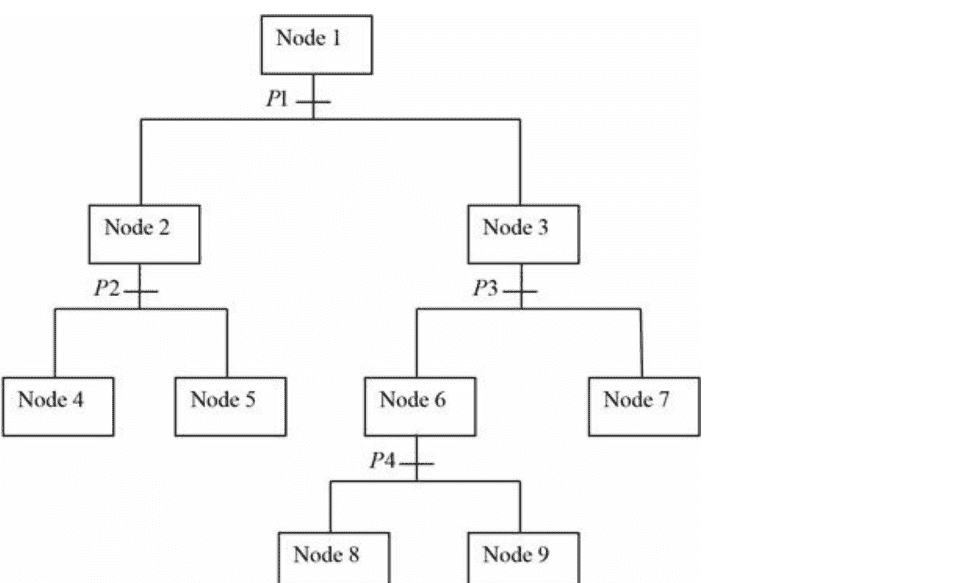 Node 1
P1
Node 2
Node 3
P2
P3
Node 4
Node 5
Node 6
Node 7
P4
Node 8
Node 9